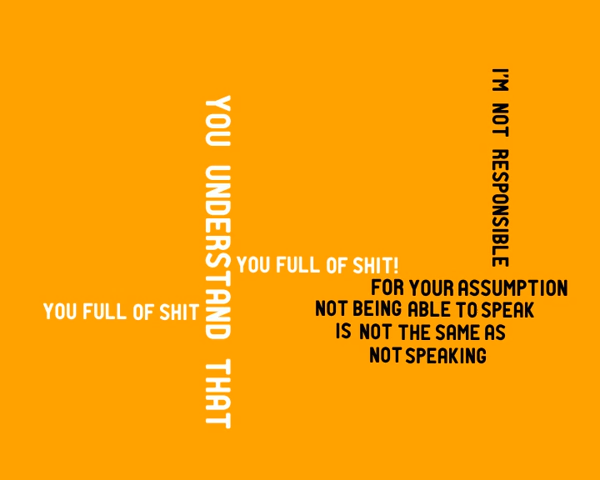 YOU FULL OF SHIT
YOU UNDERSTAND THAT
YOU FULL OF SHIT!
I'M NOT RESPONSIBLE
FOR YOUR ASSUMPTION
NOT BEING ABLE TO SPEAK
IS NOT THE SAME AS
NOT SPEAKING